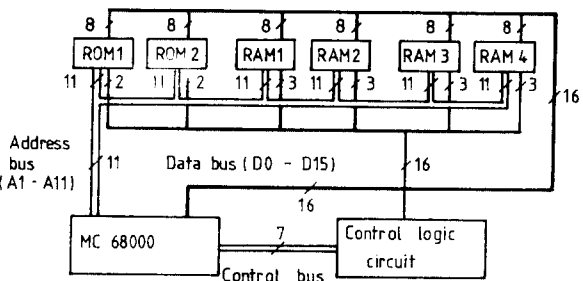 8 8 8 8 8 8
ROM1 ROM2 RAM1 RAM2 RAM 3 RAM 4
11 2 11 2 11 3 11 3 11 3 11 3
16
Address
bus
(A1 - A11)
11
Data bus (D0 - D15)
16
16
MC 68000
7
Control bus
Control logic
circuit